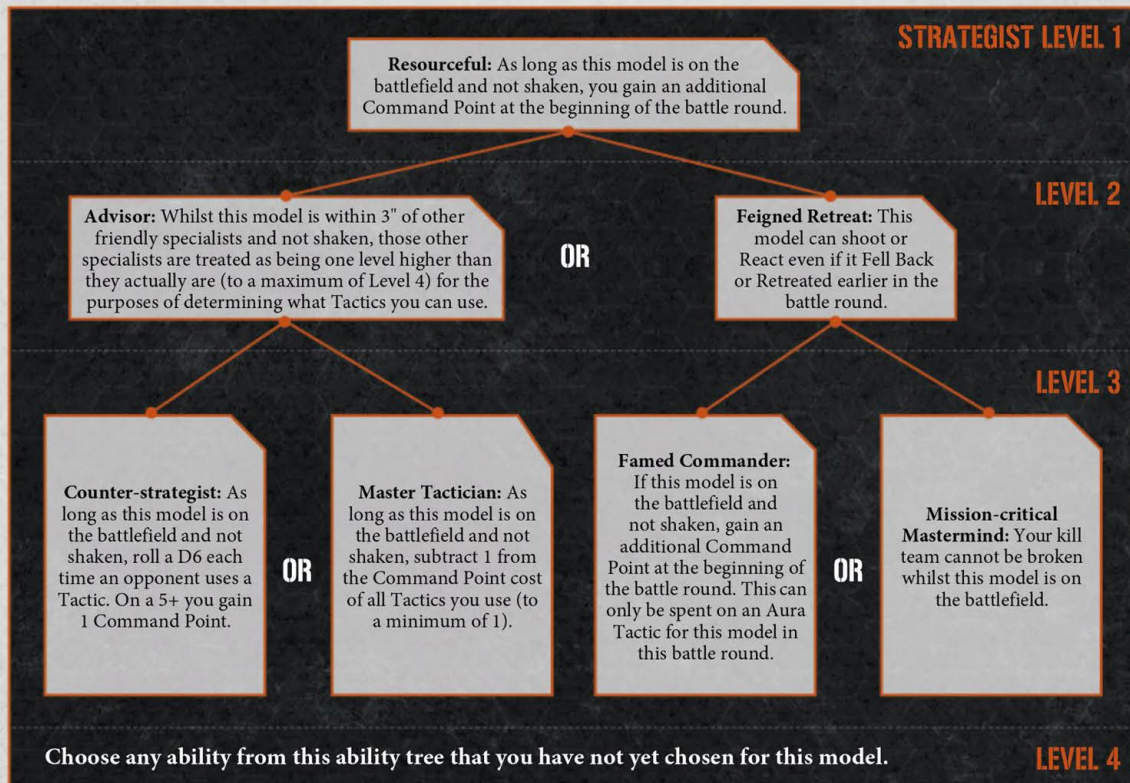 STRATEGIST LEVEL 1
Resourceful: As long as this model is on the
battlefield and not shaken, you gain an additional
Command Point at the beginning of the battle round.
LEVEL 2
Advisor: Whilst this model is within 3" of other
friendly specialists and not shaken, those other
specialists are treated as being one level higher than
they actually are (to a maximum of Level 4) for the
purposes of determining what Tactics you can use.
OR
Feigned Retreat: This
model can shoot or
React even if it Fell Back
or Retreated earlier in the
battle round.
LEVEL 3
Counter-strategist: As
long as this model is on
the battlefield and not
shaken, roll a D6 each
time an opponent uses a
Tactic. On a 5+ you gain
1 Command Point.
OR
Master Tactician: As
long as this model is on
the battlefield and not
shaken, subtract 1 from
the Command Point cost
of all Tactics you use (to
a minimum of 1).
Famed Commander:
If this model is on
the battlefield and
not shaken, gain an
additional Command
Point at the beginning of
the battle round. This can
only be spent on an Aura
Tactic for this model in
this battle round.
OR
Mission-critical
Mastermind: Your kill
team cannot be broken
whilst this model is on
the battlefield.
Choose any ability from this ability tree that you have not yet chosen for this model.
LEVEL 4